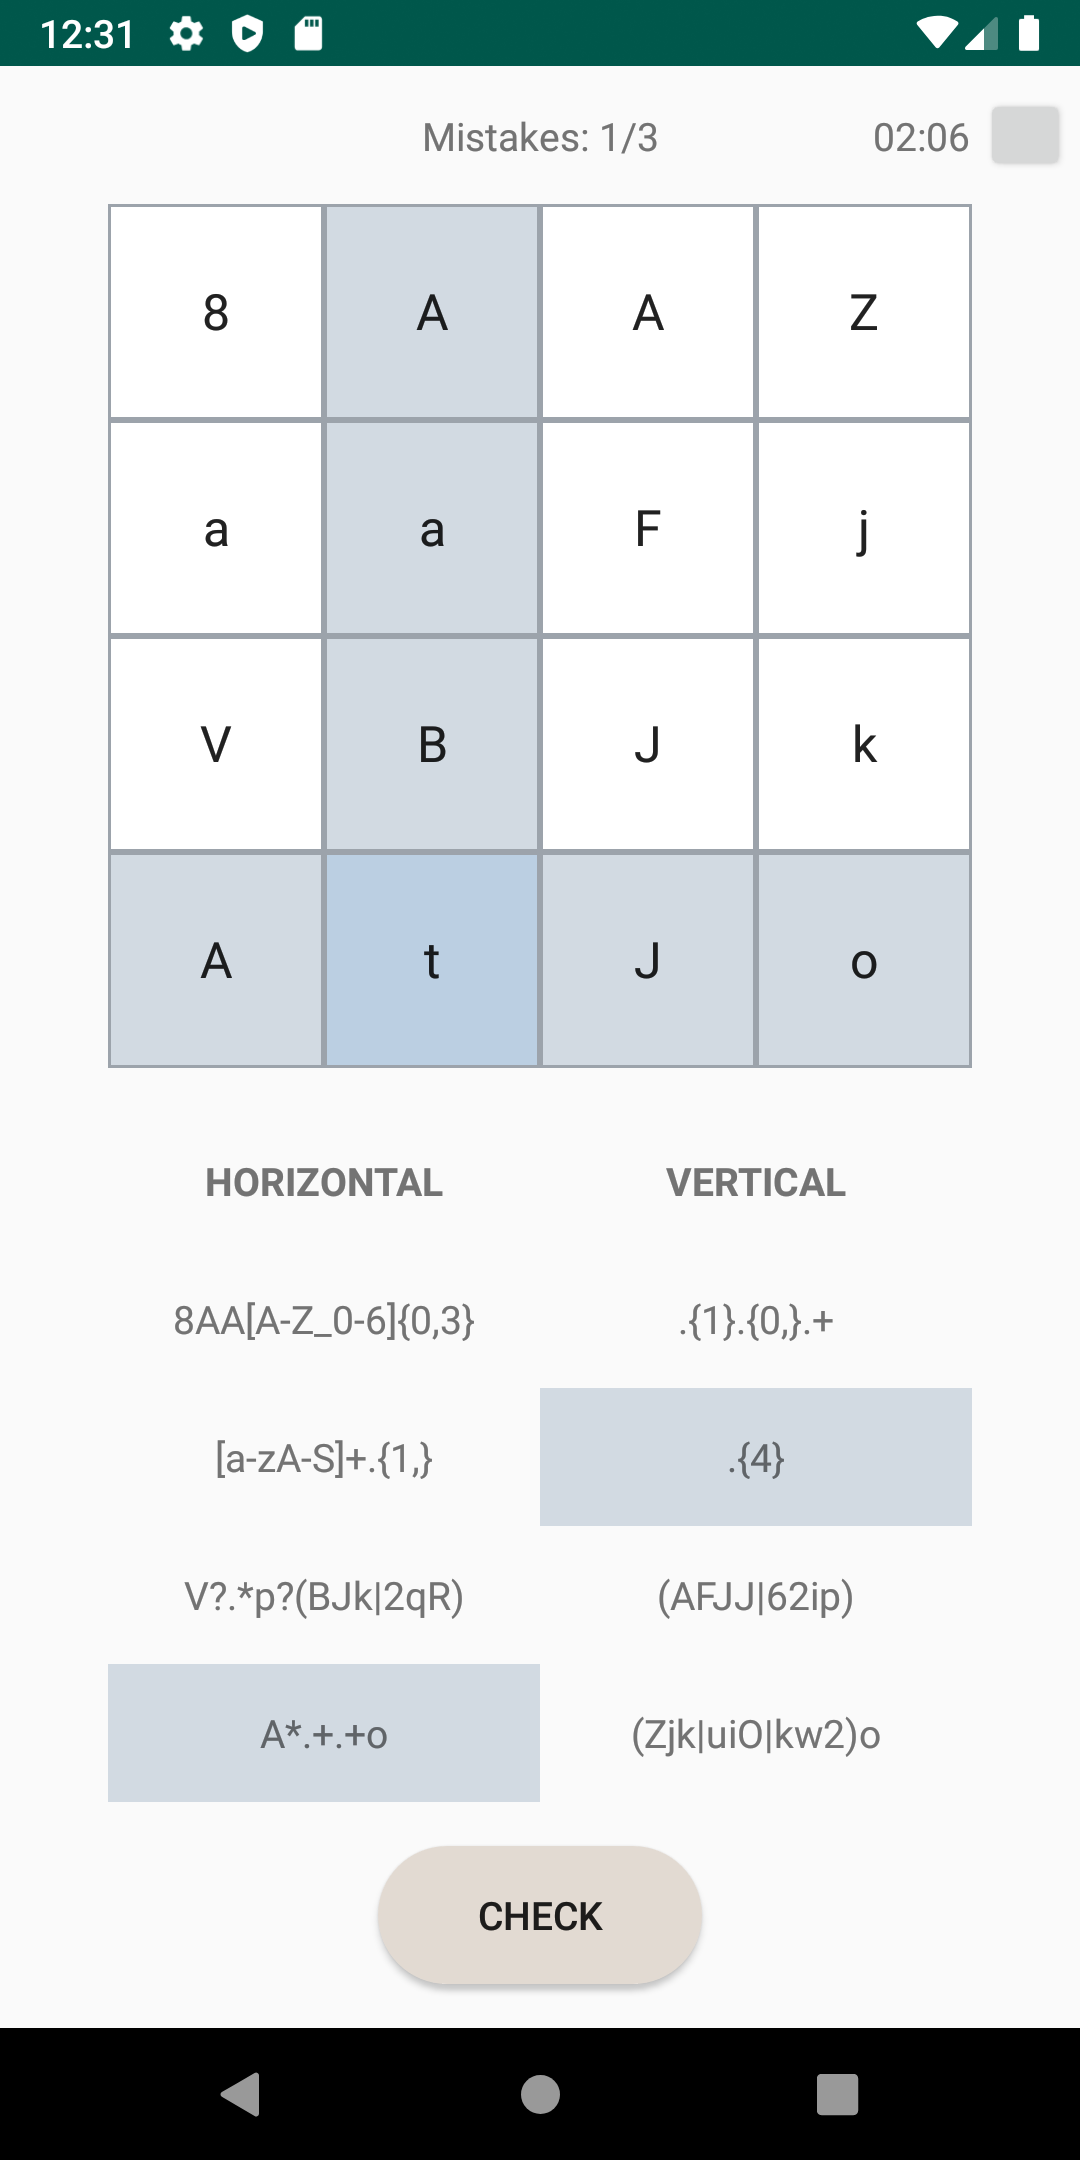 12:31
Mistakes: 1/3 02:06
8 A A Z
a a F j
V B J k
A t J o
HORIZONTAL VERTICAL
8AA[A-Z_0-6]{0,3} .{1}.{0,}.+
[a-zA-S]+.{1,} .{4}
V?.*p?(BJk|2qR) (AFJJ|62ip)
A*.+.+o (Zjk|uiO|kw2)o
CHECK